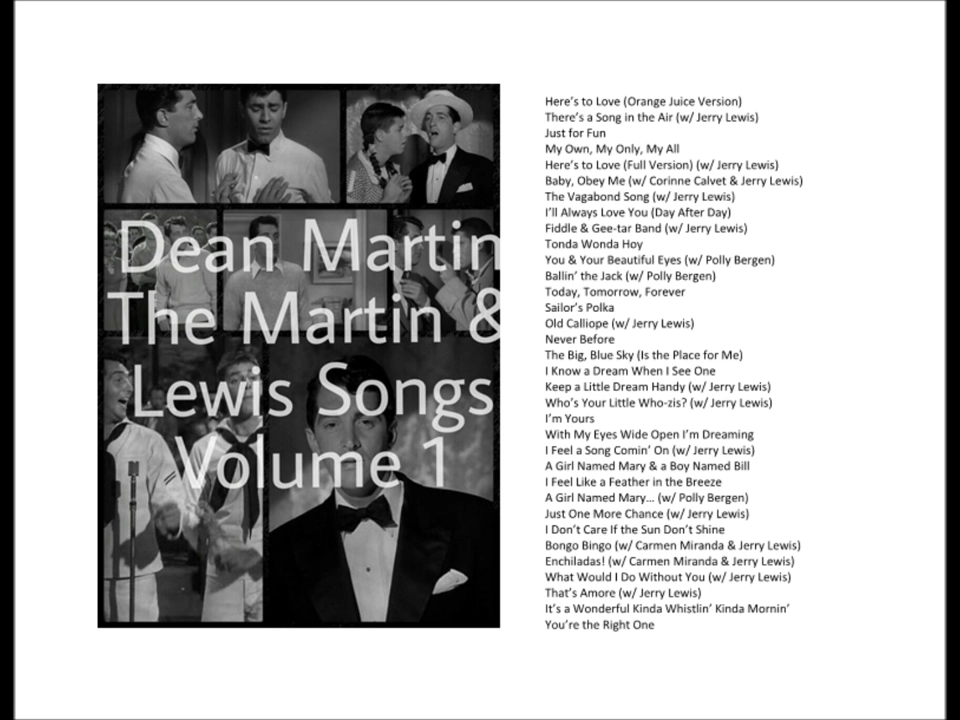 Dean Martin
The Martin &
Lewis Songs
Volume 1
Here's to Love (Orange Juice Version)
There's a Song in the Air (w/ Jerry Lewis)
Just for Fun
My Own, My Only, My All
Here's to Love (Full Version) (w/ Jerry Lewis)
Baby, Obey Me (w/ Corinne Calvet & Jerry Lewis)
The Vagabond Song (w/ Jerry Lewis)
I'll Always Love You (Day After Day)
Fiddle & Gee-tar Band (w/ Jerry Lewis)
Tonda Wonda Hoy
You & Your Beautiful Eyes (w/ Polly Bergen)
Ballin' the Jack (w/ Polly Bergen)
Today, Tomorrow, Forever
Sailor's Polka
Old Calliope (w/ Jerry Lewis)
Never Before
The Big, Blue Sky (Is the Place for Me)
I Know a Dream When I See One
Keep a Little Dream Handy (w/ Jerry Lewis)
Who's Your Little Who-zis? (w/ Jerry Lewis)
I'm Yours
With My Eyes Wide Open I'm Dreaming
I Feel a Song Comin' On (w/ Jerry Lewis)
A Girl Named Mary & a Boy Named Bill
I Feel Like a Feather in the Breeze
A Girl Named Mary... (w/ Polly Bergen)
Just One More Chance (w/ Jerry Lewis)
I Don't Care If the Sun Don't Shine
Bongo Bingo (w/ Carmen Miranda & Jerry Lewis)
Enchiladas! (w/ Carmen Miranda & Jerry Lewis)
What Would I Do Without You (w/ Jerry Lewis)
That's Amore (w/ Jerry Lewis)
It's a Wonderful Kinda Whistlin' Kinda Mornin'
You're the Right One